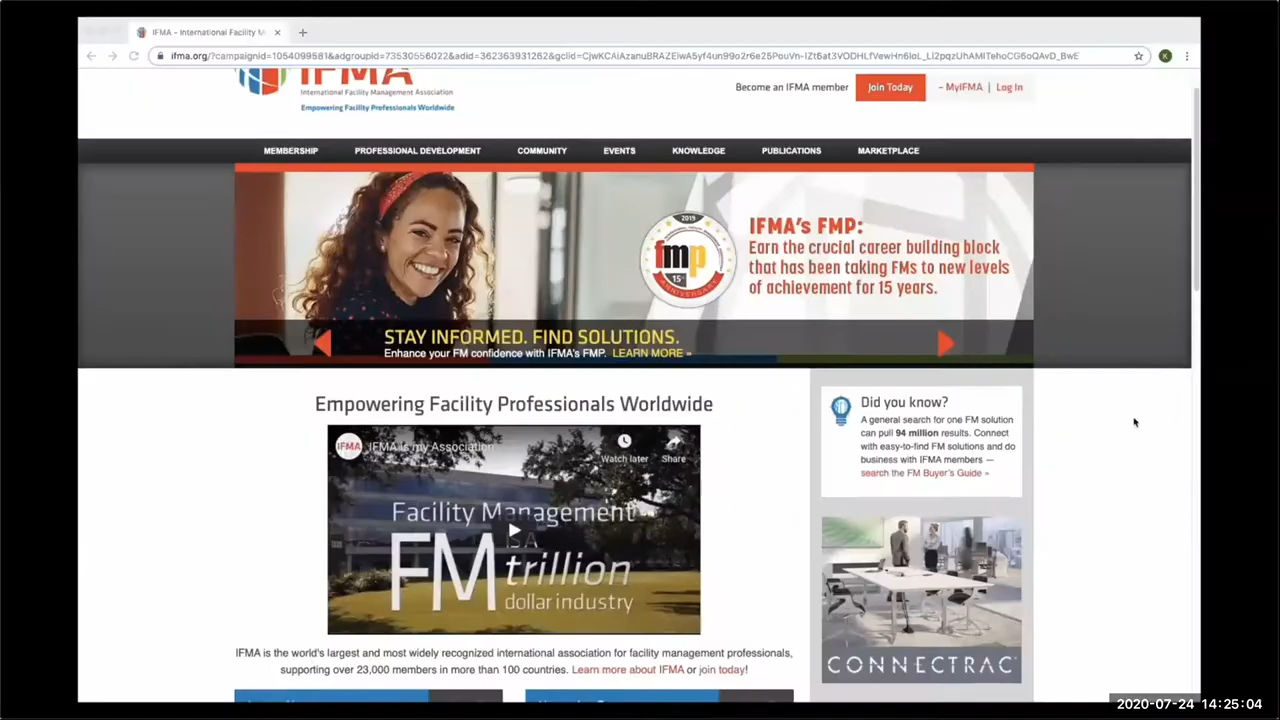 IFMA - International Facility M
ifma.org/?campaignid=1054099581&adgroupid=73530556022&adid=362363931262&gclid=
IFMA
International Facility Management Association
Empowering Facility Professionals Worldwide
Become an IFMA member Join Today ~ MyIFMA | Log In
MEMBERSHIP PROFESSIONAL DEVELOPMENT COMMUNITY EVENTS KNOWLEDGE PUBLICATIONS MARKETPLACE
2019
fmp
15
ANNIVERSARY
IFMA's FMP:
Earn the crucial career building block
that has been taking FMs to new levels
of achievement for 15 years.
STAY INFORMED. FIND SOLUTIONS.
Enhance your FM confidence with IFMA's FMP. LEARN MORE »
Empowering Facility Professionals Worldwide
IFMA IFMA is my Association
Watch later Share
Facility Management
IS A
FM trillion
dollar industry
IFMA is the world's largest and most widely recognized international association for facility management professionals,
supporting over 23,000 members in more than 100 countries. Learn more about IFMA or join today!
Did you know?
A general search for one FM solution
can pull 94 million results. Connect
with easy-to-find FM solutions and do
business with IFMA members —
search the FM Buyer's Guide »
CONNECTRAC
2020-07-24 14:25:04